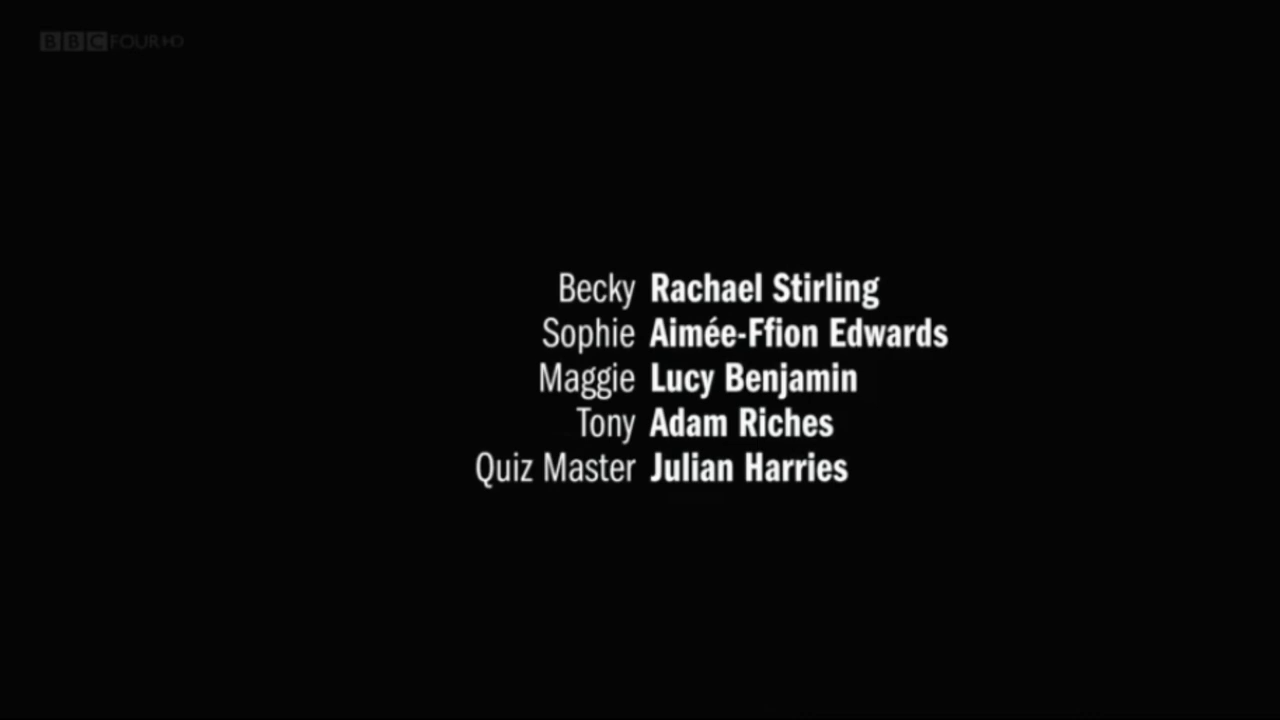 BBC FOUR HD
Becky Rachael Stirling
Sophie Aimée-Ffion Edwards
Maggie Lucy Benjamin
Tony Adam Riches
Quiz Master Julian Harries